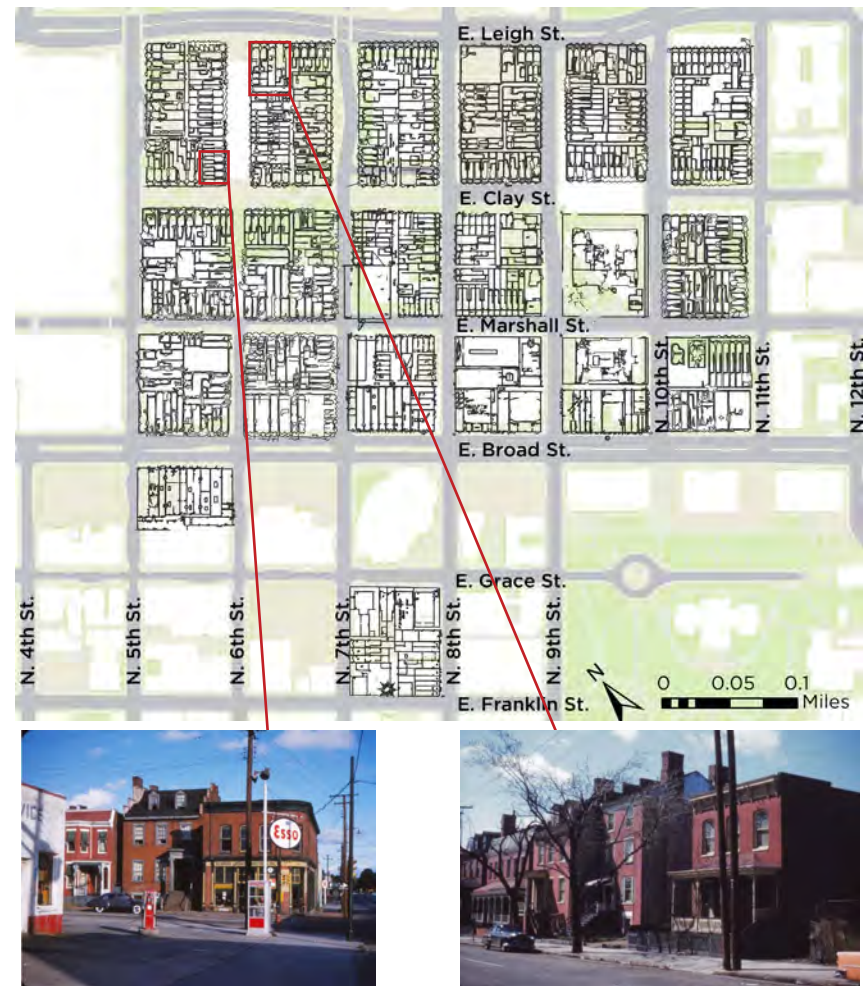 E. Leigh St.
E. Clay St.
E. Marshall St.
N. 10th St.
N. 11th St.
N. 12th St.
E. Broad St.
E. Grace St.
N. 4th St.
N. 5th St.
N. 6th St.
N. 7th St.
N. 8th St.
N. 9th St.
N
0 0.05 0.1
Miles
E. Franklin St.
VICE
Esso